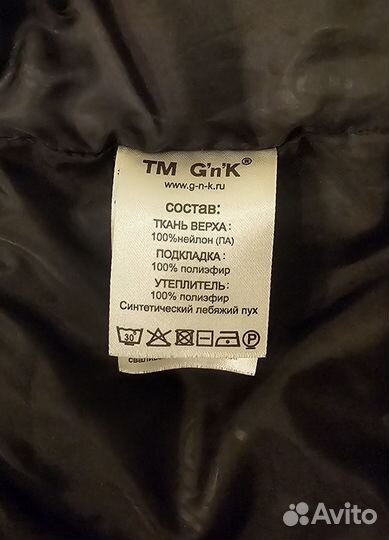 TM G'n'K®
www.g-n-k.ru
состав:
ТКАНЬ ВЕРХА:
100%нейлон (ПА)
ПОДКЛАДКА:
100% полиэфир
УТЕПЛИТЕЛЬ:
100% полиэфир
Синтетический лебяжий пух
30°
P
Avito